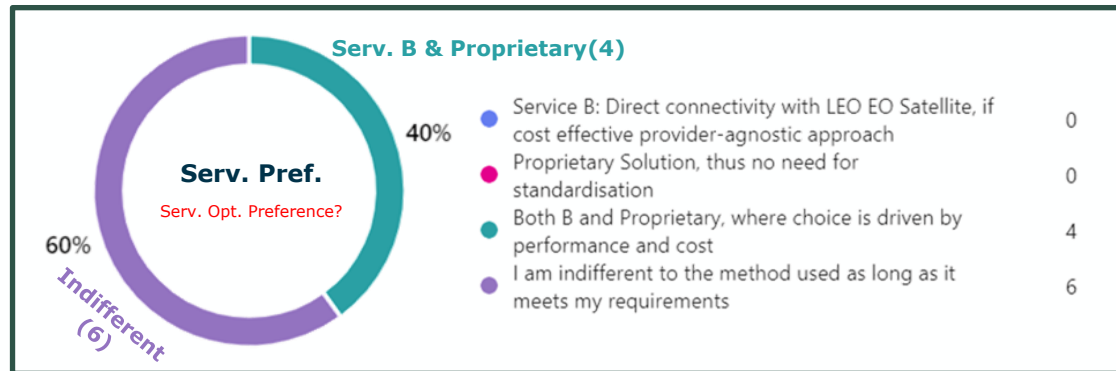 Serv. B & Proprietary(4)
40%
Serv. Pref.
Serv. Opt. Preference?
60%
Indifferent
(6)
Service B: Direct connectivity with LEO EO Satellite, if
cost effective provider-agnostic approach
0
Proprietary Solution, thus no need for
standardisation
0
Both B and Proprietary, where choice is driven by
performance and cost
4
I am indifferent to the method used as long as it
meets my requirements
6